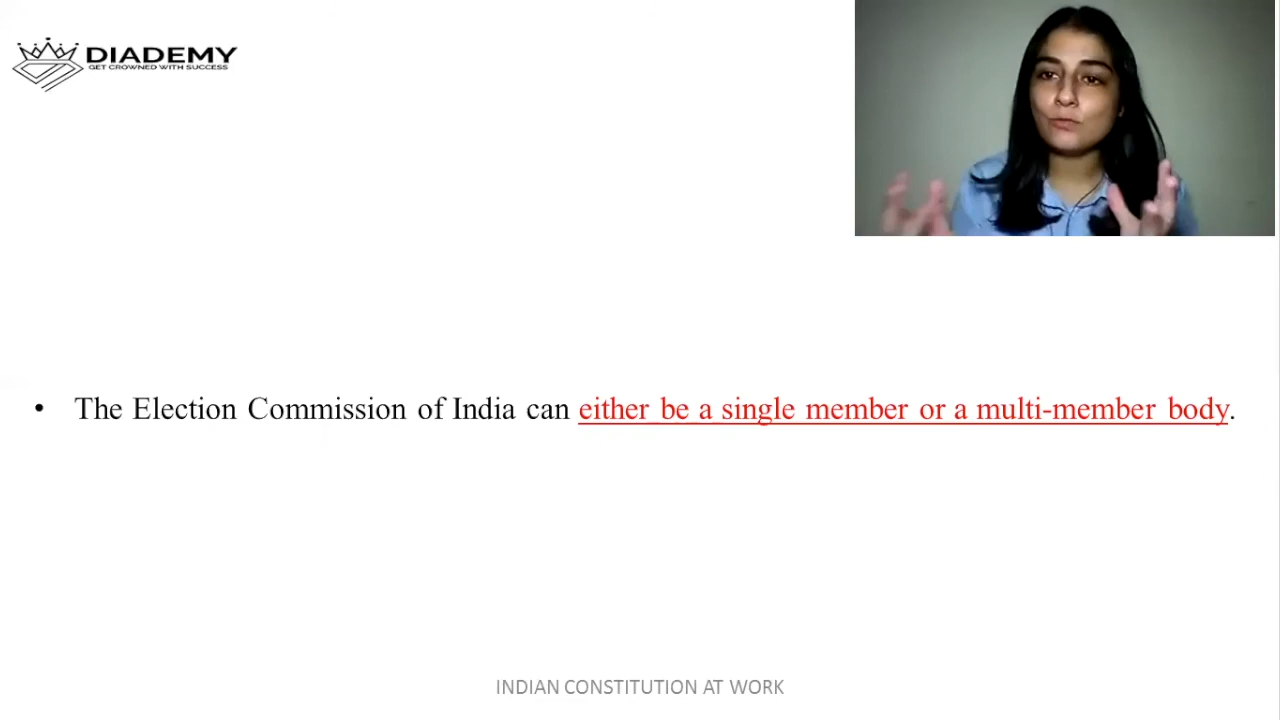 DIADEMY
GET CROWNED WITH SUCCESS
• The Election Commission of India can either be a single member or a multi-member body.
INDIAN CONSTITUTION AT WORK